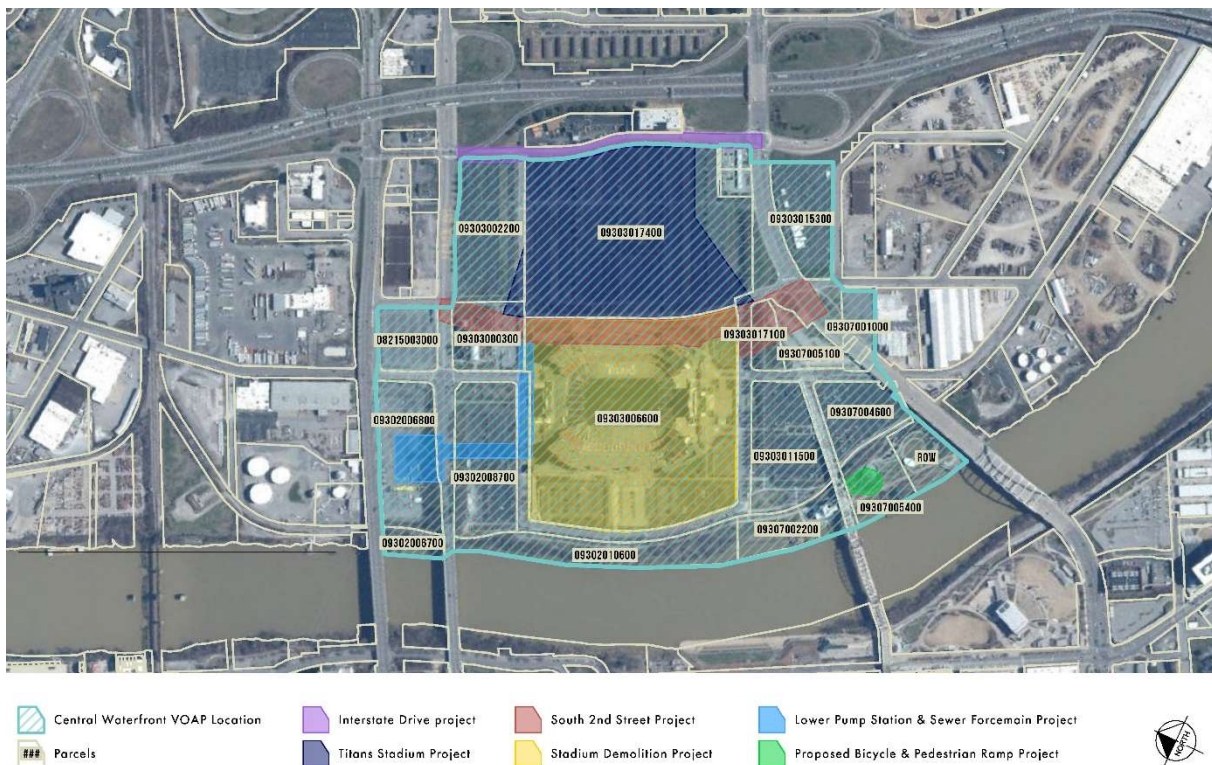 09303002200
09303017400
09303015300
08215003000
09303000300
09303017100
09307001000
09307005100
09302006800
09303006600
09307004600
09302008700
09303011500
ROW
09307005400
09302006700
09302010600
09307002200
Central Waterfront VOAP Location
Interstate Drive project
South 2nd Street Project
Lower Pump Station & Sewer Forcemain Project
### Parcels
Titans Stadium Project
Stadium Demolition Project
Proposed Bicycle & Pedestrian Ramp Project
NORTH